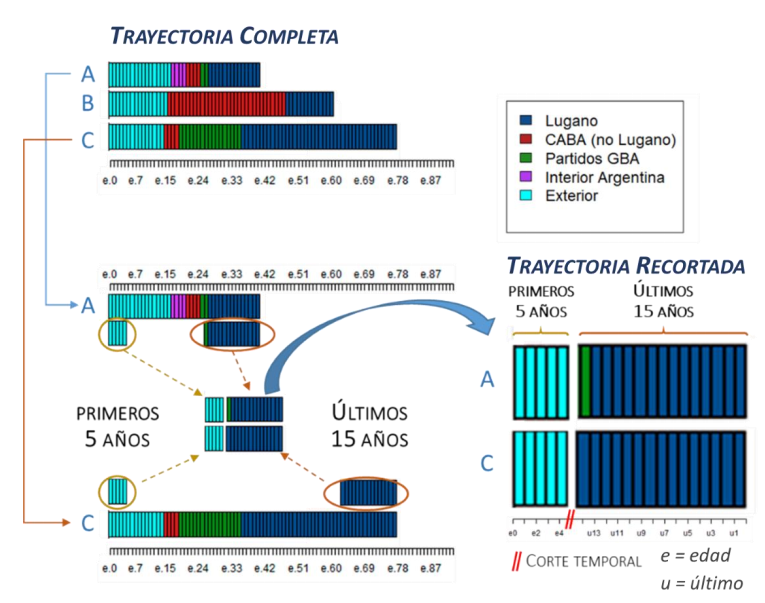 TRAYECTORIA COMPLETA
A
B
C
e.0 e.7 e.15 e.24 e.33 e.42 e.51 e.60 e.69 e.78 e.87
Lugano
CABA (no Lugano)
Partidos GBA
Interior Argentina
Exterior
e.0 e.7 e.15 e.24 e.33 e.42 e.51 e.60 e.69 e.78 e.87
A
PRIMEROS
5 AÑOS
ÚLTIMOS
15 AÑOS
C
e.0 e.7 e.15 e.24 e.33 e.42 e.51 e.60 e.69 e.78 e.87
TRAYECTORIA RECORTADA
PRIMEROS
5 AÑOS
ÚLTIMOS
15 AÑOS
A
C
e0 e2 e4 u13 u11 u9 u7 u5 u3 u1
// CORTE TEMPORAL
e = edad
u = último